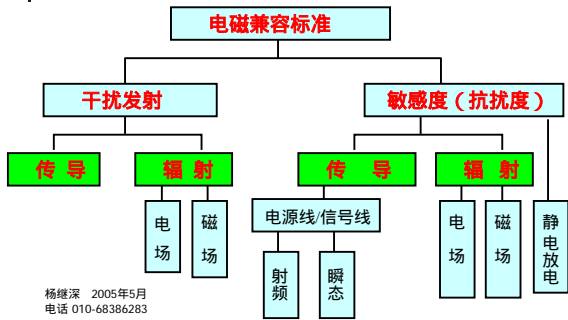 电磁兼容标准
干扰发射
敏感度(抗扰度)
传导
辐射
传 导
辐 射
电源线/信号线
电场
磁场
电场
磁场
静电放电
射频
瞬态
杨继深 2005年5月
电话 010-68386283